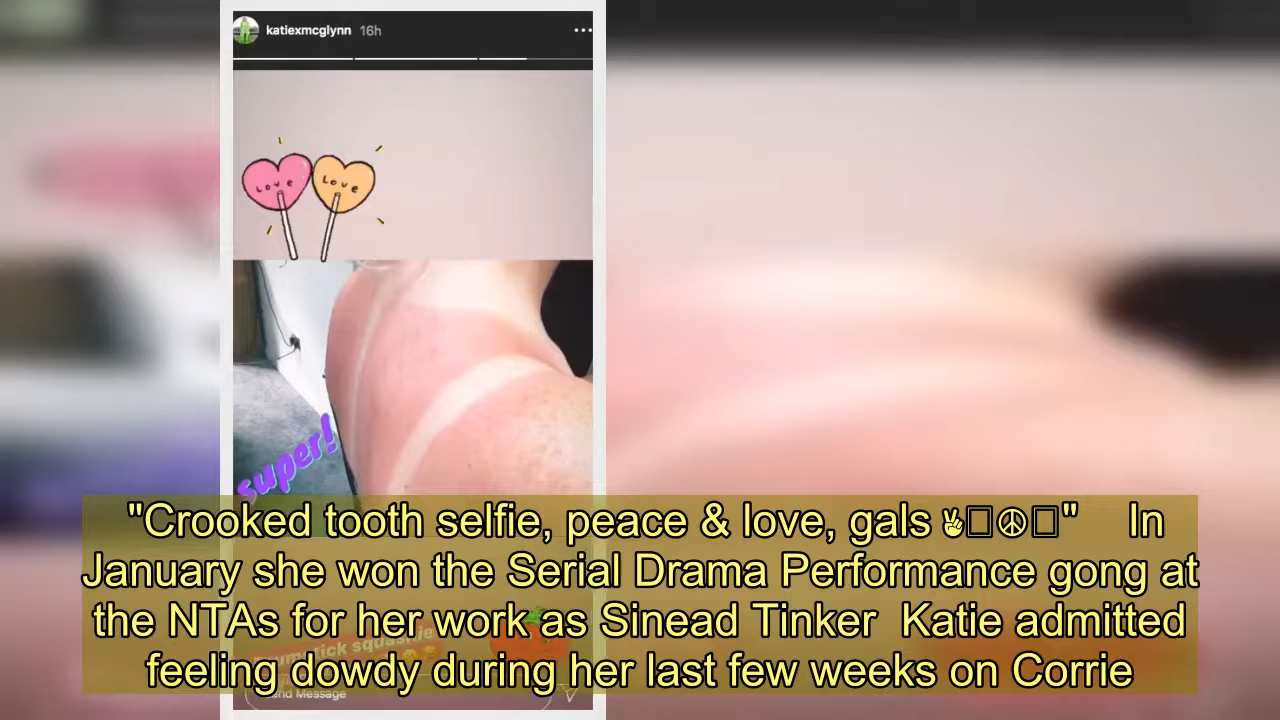 katiexmcglynn 16h
Love Love
super!
"Crooked tooth selfie, peace & love, gals ✌□☮□" In
January she won the Serial Drama Performance gong at
the NTAs for her work as Sinead Tinker Katie admitted
feeling dowdy during her last few weeks on Corrie
squashie
Send Message